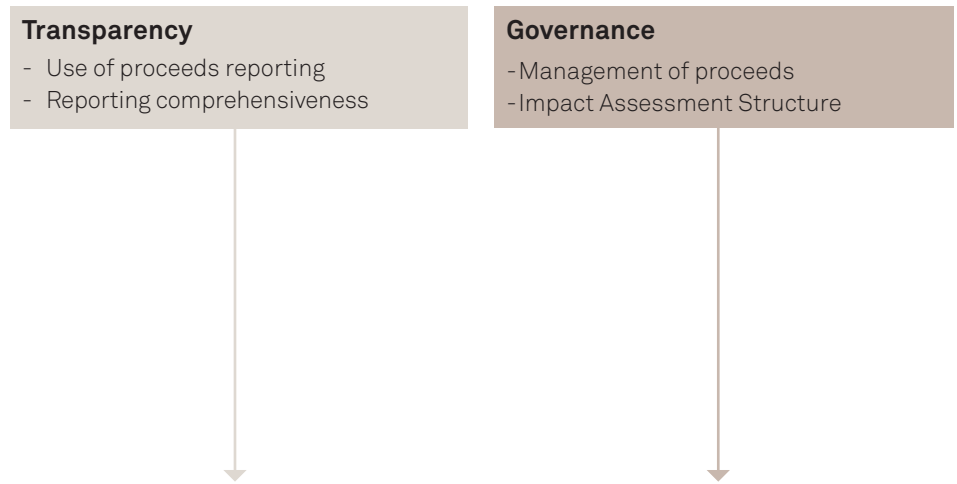 Transparency
- Use of proceeds reporting
- Reporting comprehensiveness
Governance
-Management of proceeds
-Impact Assessment Structure